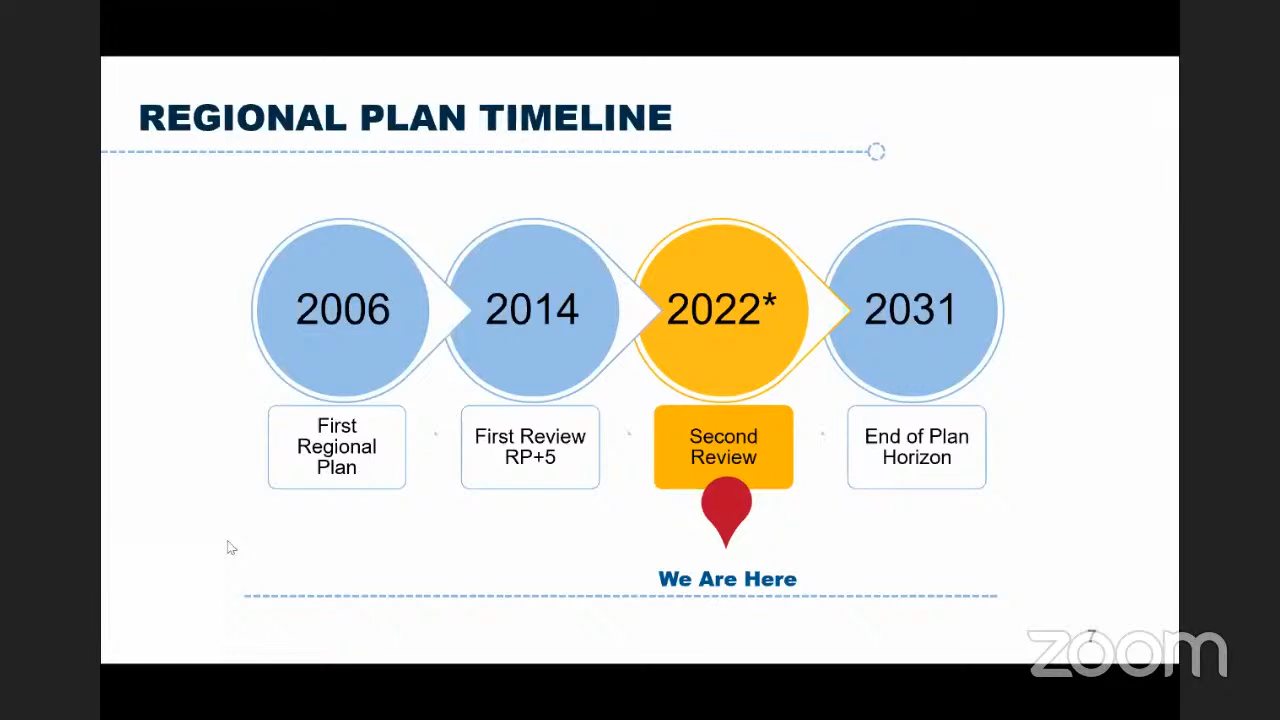 REGIONAL PLAN TIMELINE
2006
2014
2022*
2031
First
Regional
Plan
First Review
RP+5
Second
Review
End of Plan
Horizon
We Are Here
7
zoom